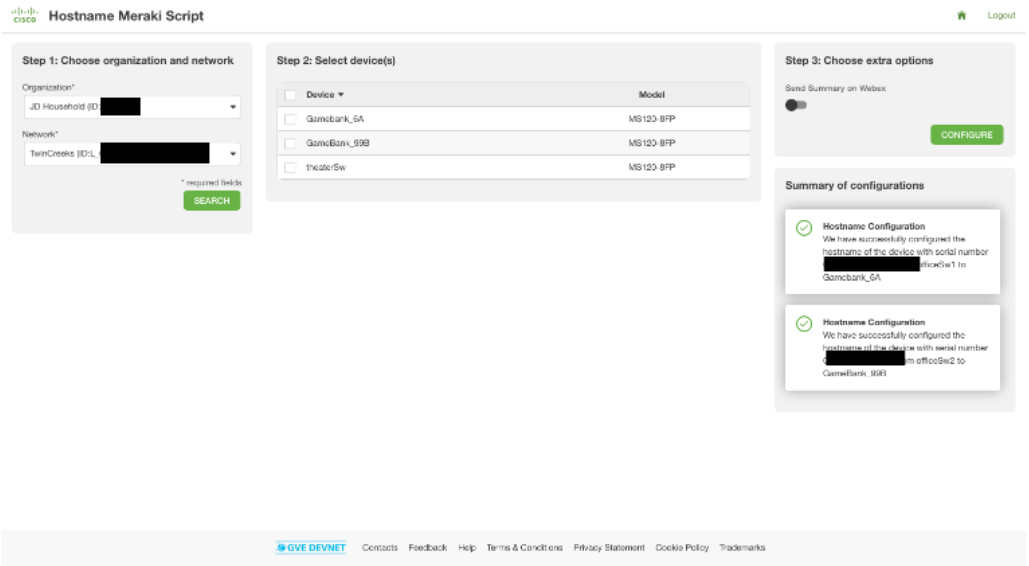 CISCO
Hostname Meraki Script
Logout
Step 1: Choose organization and network
Organization*
JD Household (ID:
Network*
TwinCreeks (ID:L_
* required fields
SEARCH
Step 2: Select device(s)
Device Model
Gamebank_6A MS120-8FP
GameBank_99B MS120-8FP
theaterSw MS120-8FP
Step 3: Choose extra options
Send Summary on Webex
CONFIGURE
Summary of configurations
Hostname Configuration
We have successfully configured the
hostname of the device with serial number
officeSw1 to
Gamebank_6A
Hostname Configuration
We have successfully configured the
hostname of the device with serial number
officeSw2 to
GameBank_99B
GVE DEVNET Contacts Feedback Help Terms & Conditions Privacy Statement Cookie Policy Trademarks